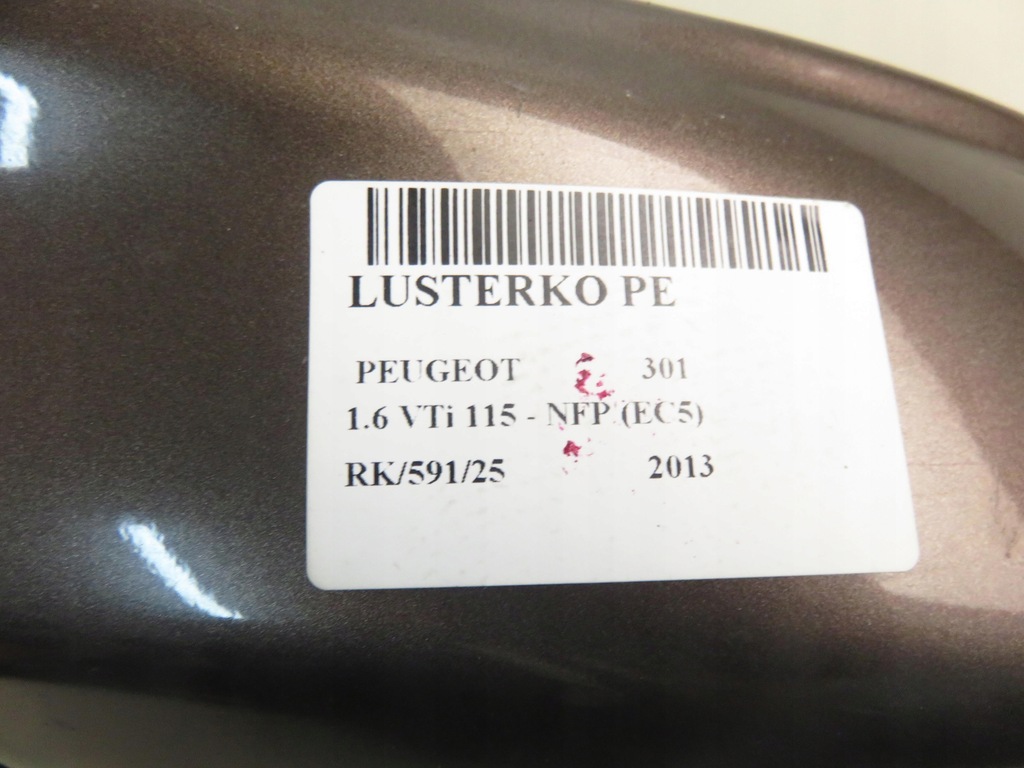 LUSTERKO PE
PEUGEOT 301
1.6 VTi 115 - NFP (EC5)
RK/591/25 2013